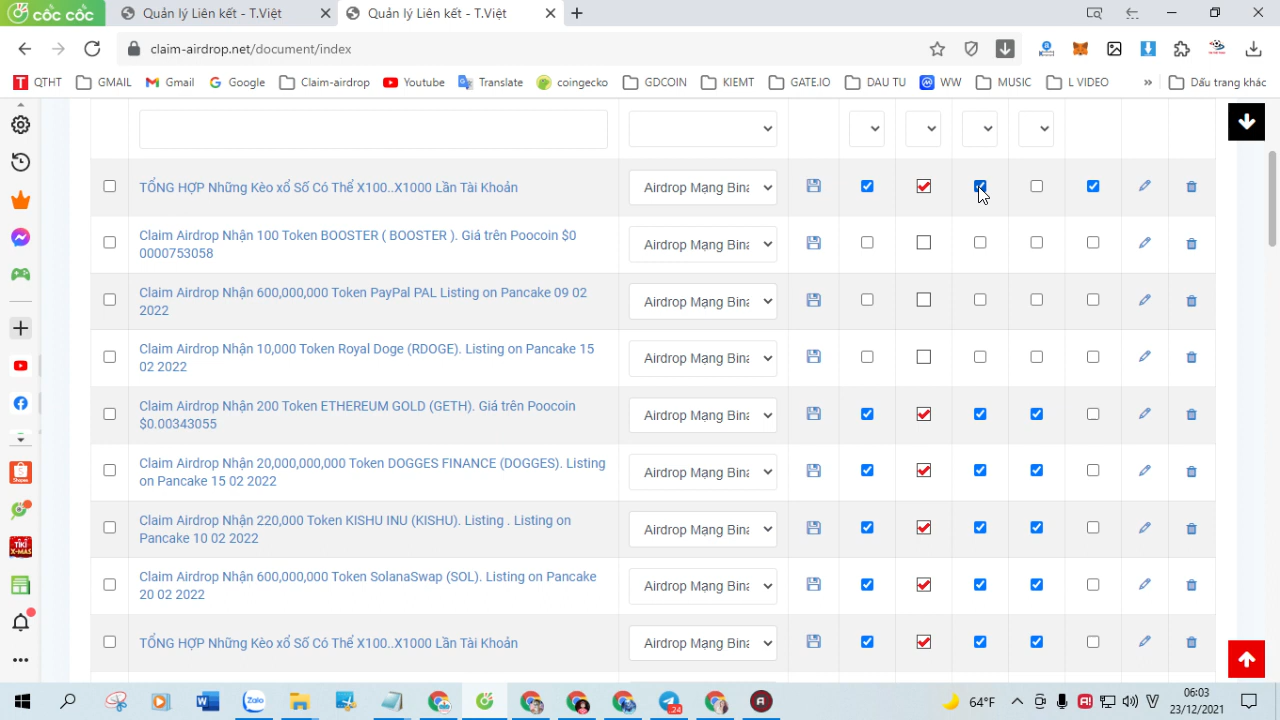 cốc cốc
Quản lý kết - T.Việt
Quản lý kết - T.Việt
claim-airdrop.net/document/index
QTHT
GMAIL
Gmail
Google
Claim-airdrop
Youtube
Translate
coingecko
GDCOIN
KIEMT
GATE.IO
DAU TU
WW
MUSIC
L VIDEO
»
Dấu trang khác
TỔNG HỢP Những Kèo xổ Số Có Thể X100..X1000 Lần Tài Khoản
Airdrop Mạng Bina
Claim Airdrop Nhận 100 Token BOOSTER ( BOOSTER ). Giá trên Poocoin $0
0000753058
Airdrop Mạng Bina
Claim Airdrop Nhận 600,000,000 Token PayPal PAL Listing on Pancake 09 02
2022
Airdrop Mạng Bina
Claim Airdrop Nhận 10,000 Token Royal Doge (RDOGE). Listing on Pancake 15
02 2022
Airdrop Mạng Bina
Claim Airdrop Nhận 200 Token ETHEREUM GOLD (GETH). Giá trên Poocoin
$0.00343055
Airdrop Mạng Bina
Claim Airdrop Nhận 20,000,000,000 Token DOGGES FINANCE (DOGGES). Listing
on Pancake 15 02 2022
Airdrop Mạng Bina
Claim Airdrop Nhận 220,000 Token KISHU INU (KISHU). Listing . Listing on
Pancake 10 02 2022
Airdrop Mạng Bina
Claim Airdrop Nhận 600,000,000 Token SolanaSwap (SOL). Listing on Pancake
20 02 2022
Airdrop Mạng Bina
TỔNG HỢP Những Kèo xổ Số Có Thể X100..X1000 Lần Tài Khoản
Airdrop Mạng Bina
Shopee
TIKI
X-MAS
Zalo
24
64°F
06:03
23/12/2021